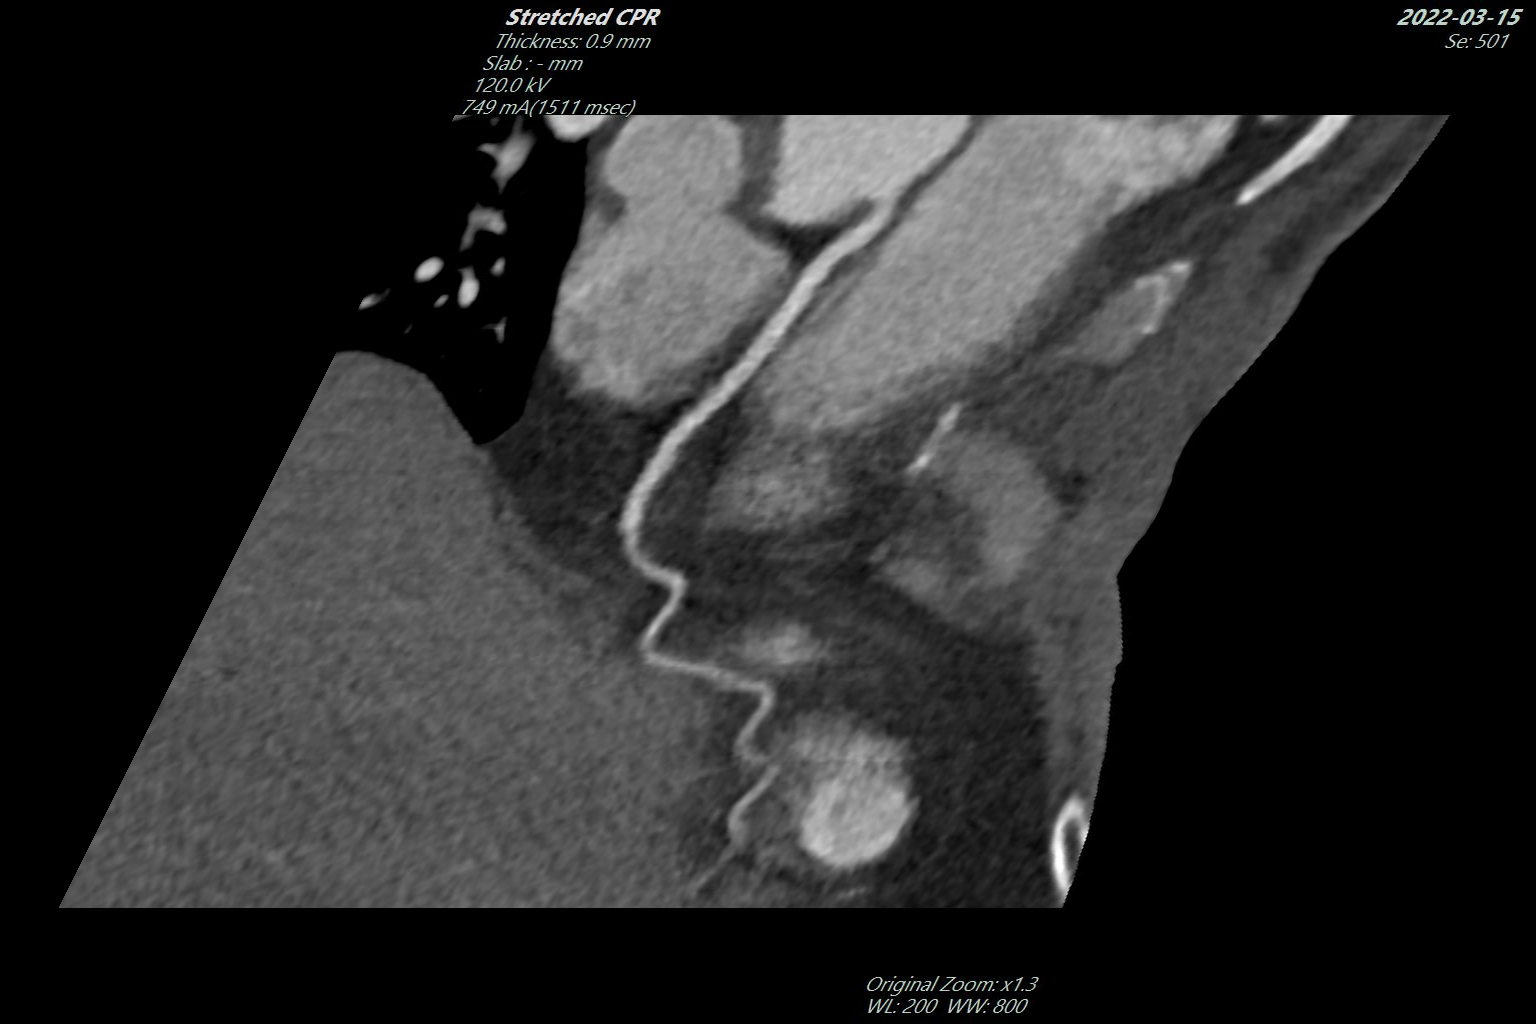 Stretched CPR
Thickness: 0.9 mm
Slab : - mm
120.0 kV
749 mA(1511 msec)
2022-03-15
Se: 501
Original Zoom: x1.3
WL: 200 WW: 800